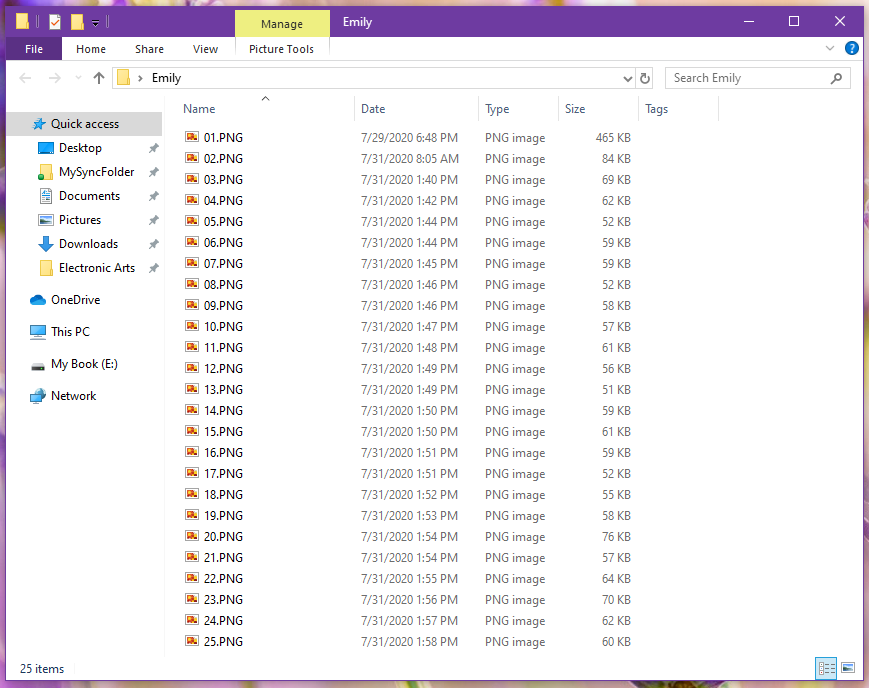 Manage Emily
File Home Share View Picture Tools
Emily Search Emily
Name Date Type Size Tags
Quick access
Desktop
MySyncFolder
Documents
Pictures
Downloads
Electronic Arts
OneDrive
This PC
My Book (E:)
Network
01.PNG 7/29/2020 6:48 PM PNG image 465 KB
02.PNG 7/31/2020 8:05 AM PNG image 84 KB
03.PNG 7/31/2020 1:40 PM PNG image 69 KB
04.PNG 7/31/2020 1:42 PM PNG image 62 KB
05.PNG 7/31/2020 1:44 PM PNG image 52 KB
06.PNG 7/31/2020 1:44 PM PNG image 59 KB
07.PNG 7/31/2020 1:45 PM PNG image 59 KB
08.PNG 7/31/2020 1:46 PM PNG image 52 KB
09.PNG 7/31/2020 1:46 PM PNG image 58 KB
10.PNG 7/31/2020 1:47 PM PNG image 57 KB
11.PNG 7/31/2020 1:48 PM PNG image 61 KB
12.PNG 7/31/2020 1:49 PM PNG image 56 KB
13.PNG 7/31/2020 1:49 PM PNG image 51 KB
14.PNG 7/31/2020 1:50 PM PNG image 59 KB
15.PNG 7/31/2020 1:50 PM PNG image 61 KB
16.PNG 7/31/2020 1:51 PM PNG image 59 KB
17.PNG 7/31/2020 1:51 PM PNG image 52 KB
18.PNG 7/31/2020 1:52 PM PNG image 55 KB
19.PNG 7/31/2020 1:53 PM PNG image 58 KB
20.PNG 7/31/2020 1:54 PM PNG image 76 KB
21.PNG 7/31/2020 1:54 PM PNG image 57 KB
22.PNG 7/31/2020 1:55 PM PNG image 64 KB
23.PNG 7/31/2020 1:56 PM PNG image 70 KB
24.PNG 7/31/2020 1:57 PM PNG image 62 KB
25.PNG 7/31/2020 1:58 PM PNG image 60 KB
25 items